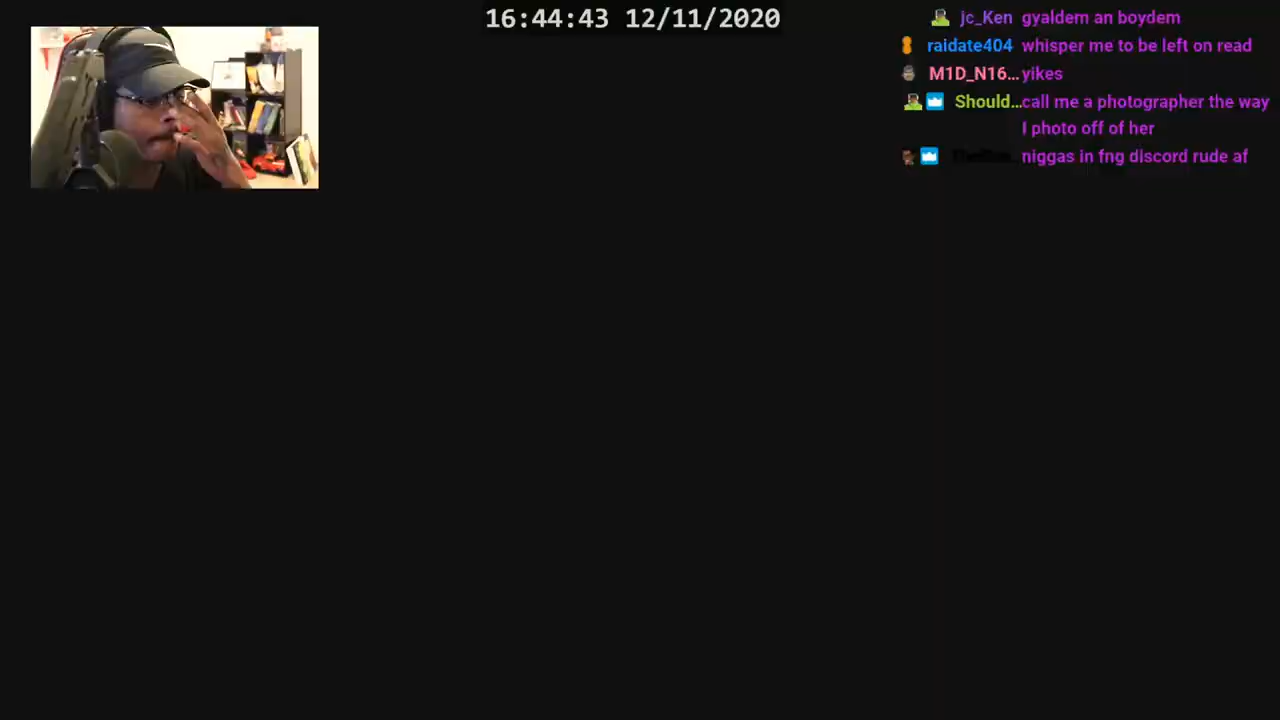 16:44:43 12/11/2020
jc_Ken gyaldem an boydem
raidate404 whisper me to be left on read
M1D_N16... yikes
Should... call me a photographer the way
I photo off of her
niggas in fng discord rude af